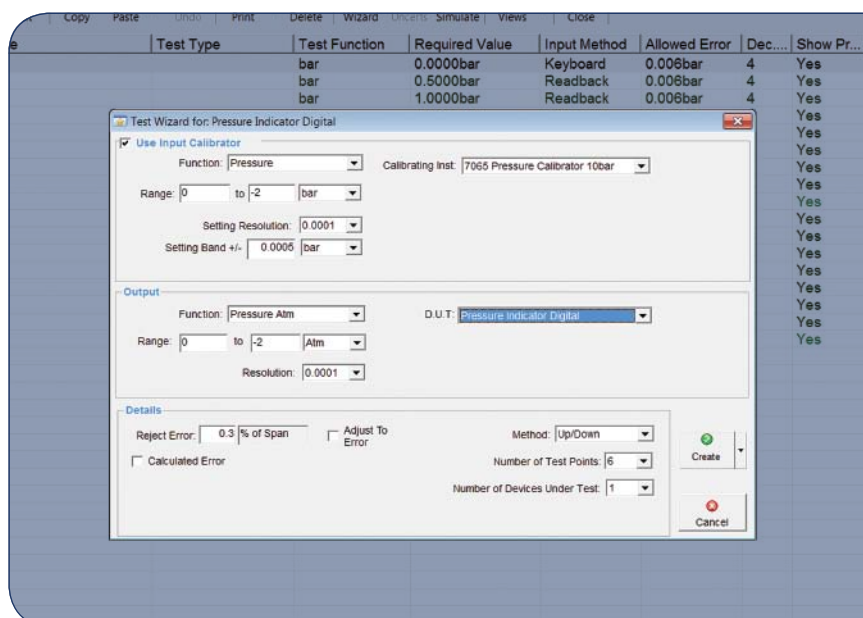 Copy Paste Undo Print Delete Wizard Uncerts Simulate Views Close
e Test Type Test Function Required Value Input Method Allowed Error Dec.... Show Pr...
bar 0.0000bar Keyboard 0.006bar 4 Yes
bar 0.5000bar Readback 0.006bar 4 Yes
bar 1.0000bar Readback 0.006bar 4 Yes
Yes
Test Wizard for: Pressure Indicator Digital
Yes
Use Input Calibrator
Yes
Function: Pressure Calibrating Inst: 7065 Pressure Calibrator 10bar
Yes
Range: 0 to -2 bar
Yes
Yes
Setting Resolution: 0.0001
Yes
Setting Band +/- 0.0006 bar
Yes
Yes
Yes
Output
Yes
Function: Pressure Atm D.U.T: Pressure Indicator Digital
Yes
Yes
Range: 0 to -2 Atm
Yes
Resolution: 0.0001
Details
Reject Error: 0.3 % of Span Adjust To Error Method: Up/Down
Calculated Error Number of Test Points: 6
Create
Number of Devices Under Test: 1
Cancel